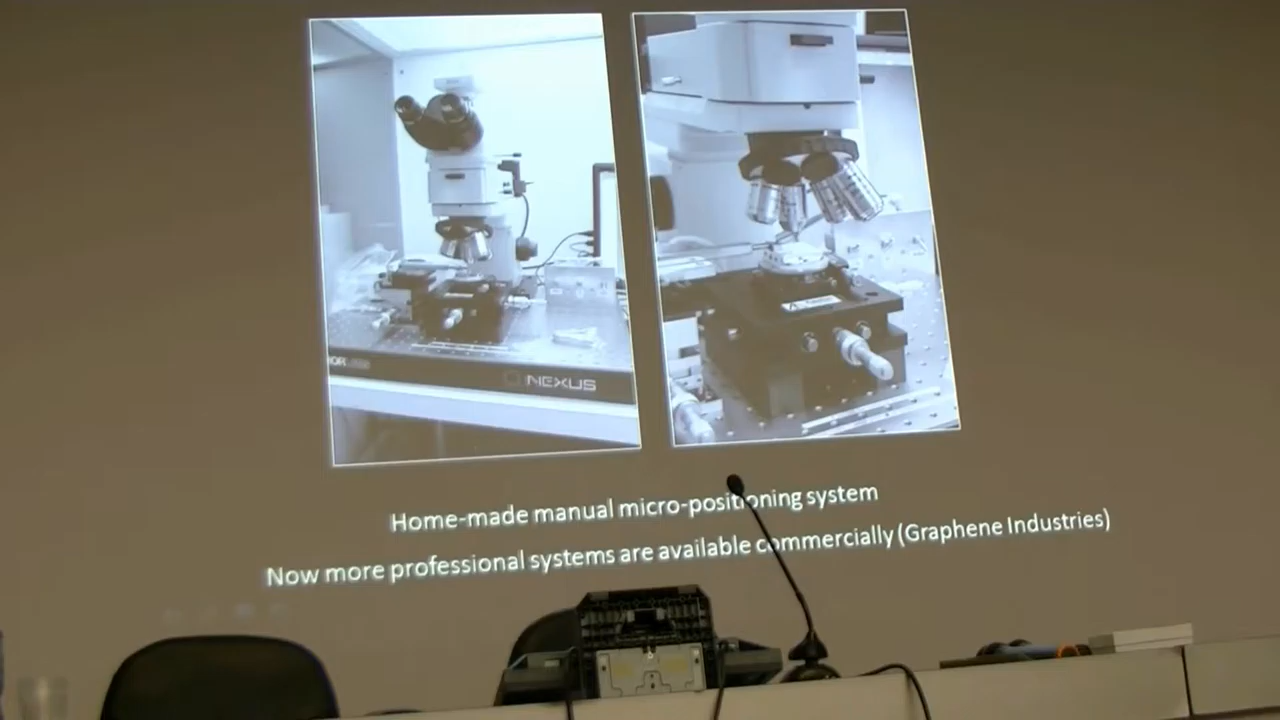 NEXUS
Home-made manual micro-positioning system
Now more professional systems are available commercially (Graphene Industries)